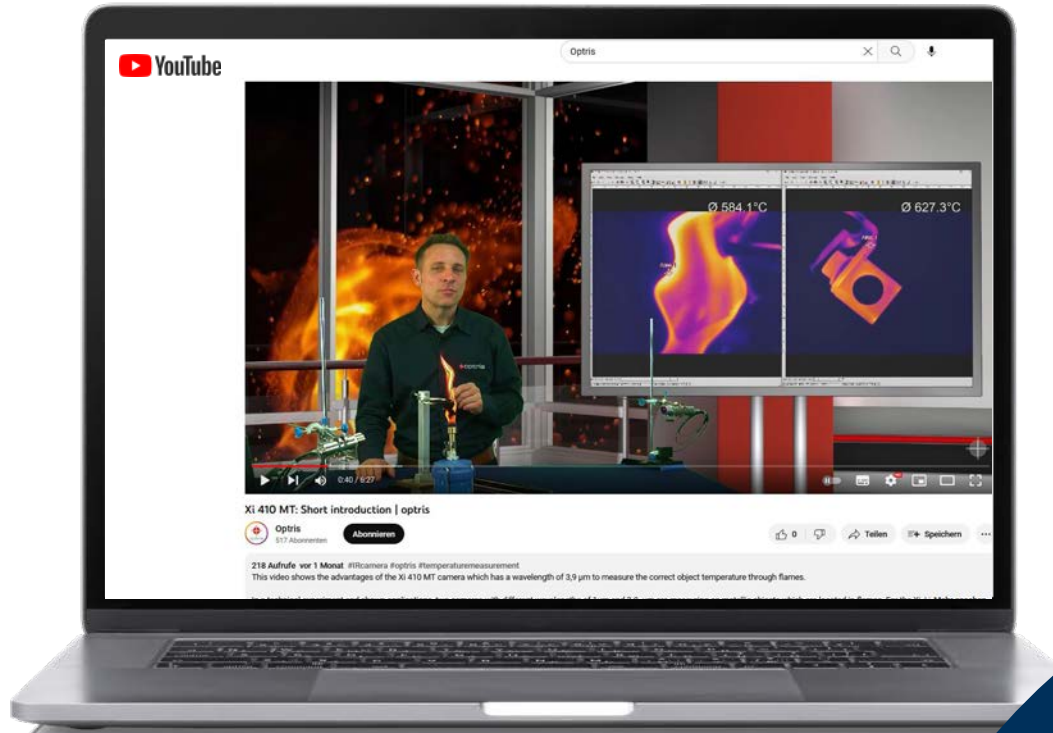 YouTube
Optris
Ø 584.1°C
Ø 627.3°C
optris
0:40 / 6:27
Xi 410 MT: Short introduction | optris
Optris
517 Abonnenten
Abonnieren
0
Teilen
Speichern
218 Aufrufe vor 1 Monat #IRcamera #optris #temperaturemeasurement
This video shows the advantages of the Xi 410 MT camera which has a wavelength of 3,9 µm to measure the correct object temperature through flames.